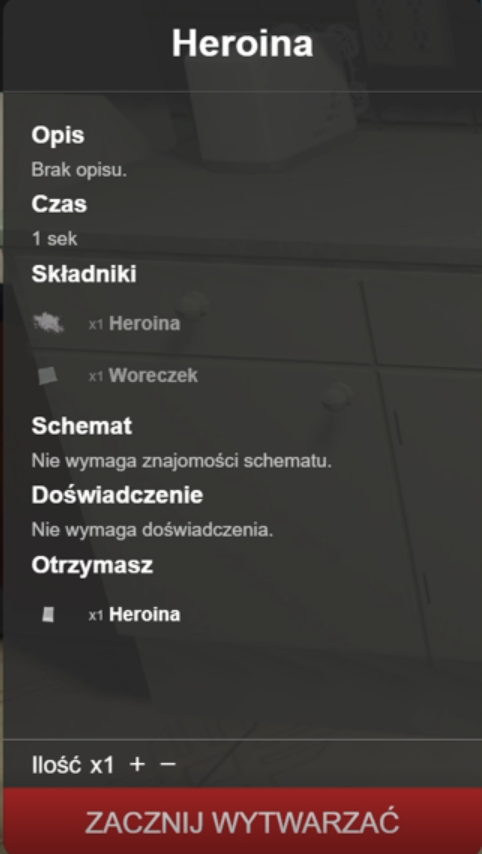 Heroina
Opis
Brak opisu.
Czas
1 sek
Składniki
x1 Heroina
x1 Woreczek
Schemat
Nie wymaga znajomości schematu.
Doświadczenie
Nie wymaga doświadczenia.
Otrzymasz
x1 Heroina
Ilość x1 + −
ZACZNIJ WYTWARZAĆ